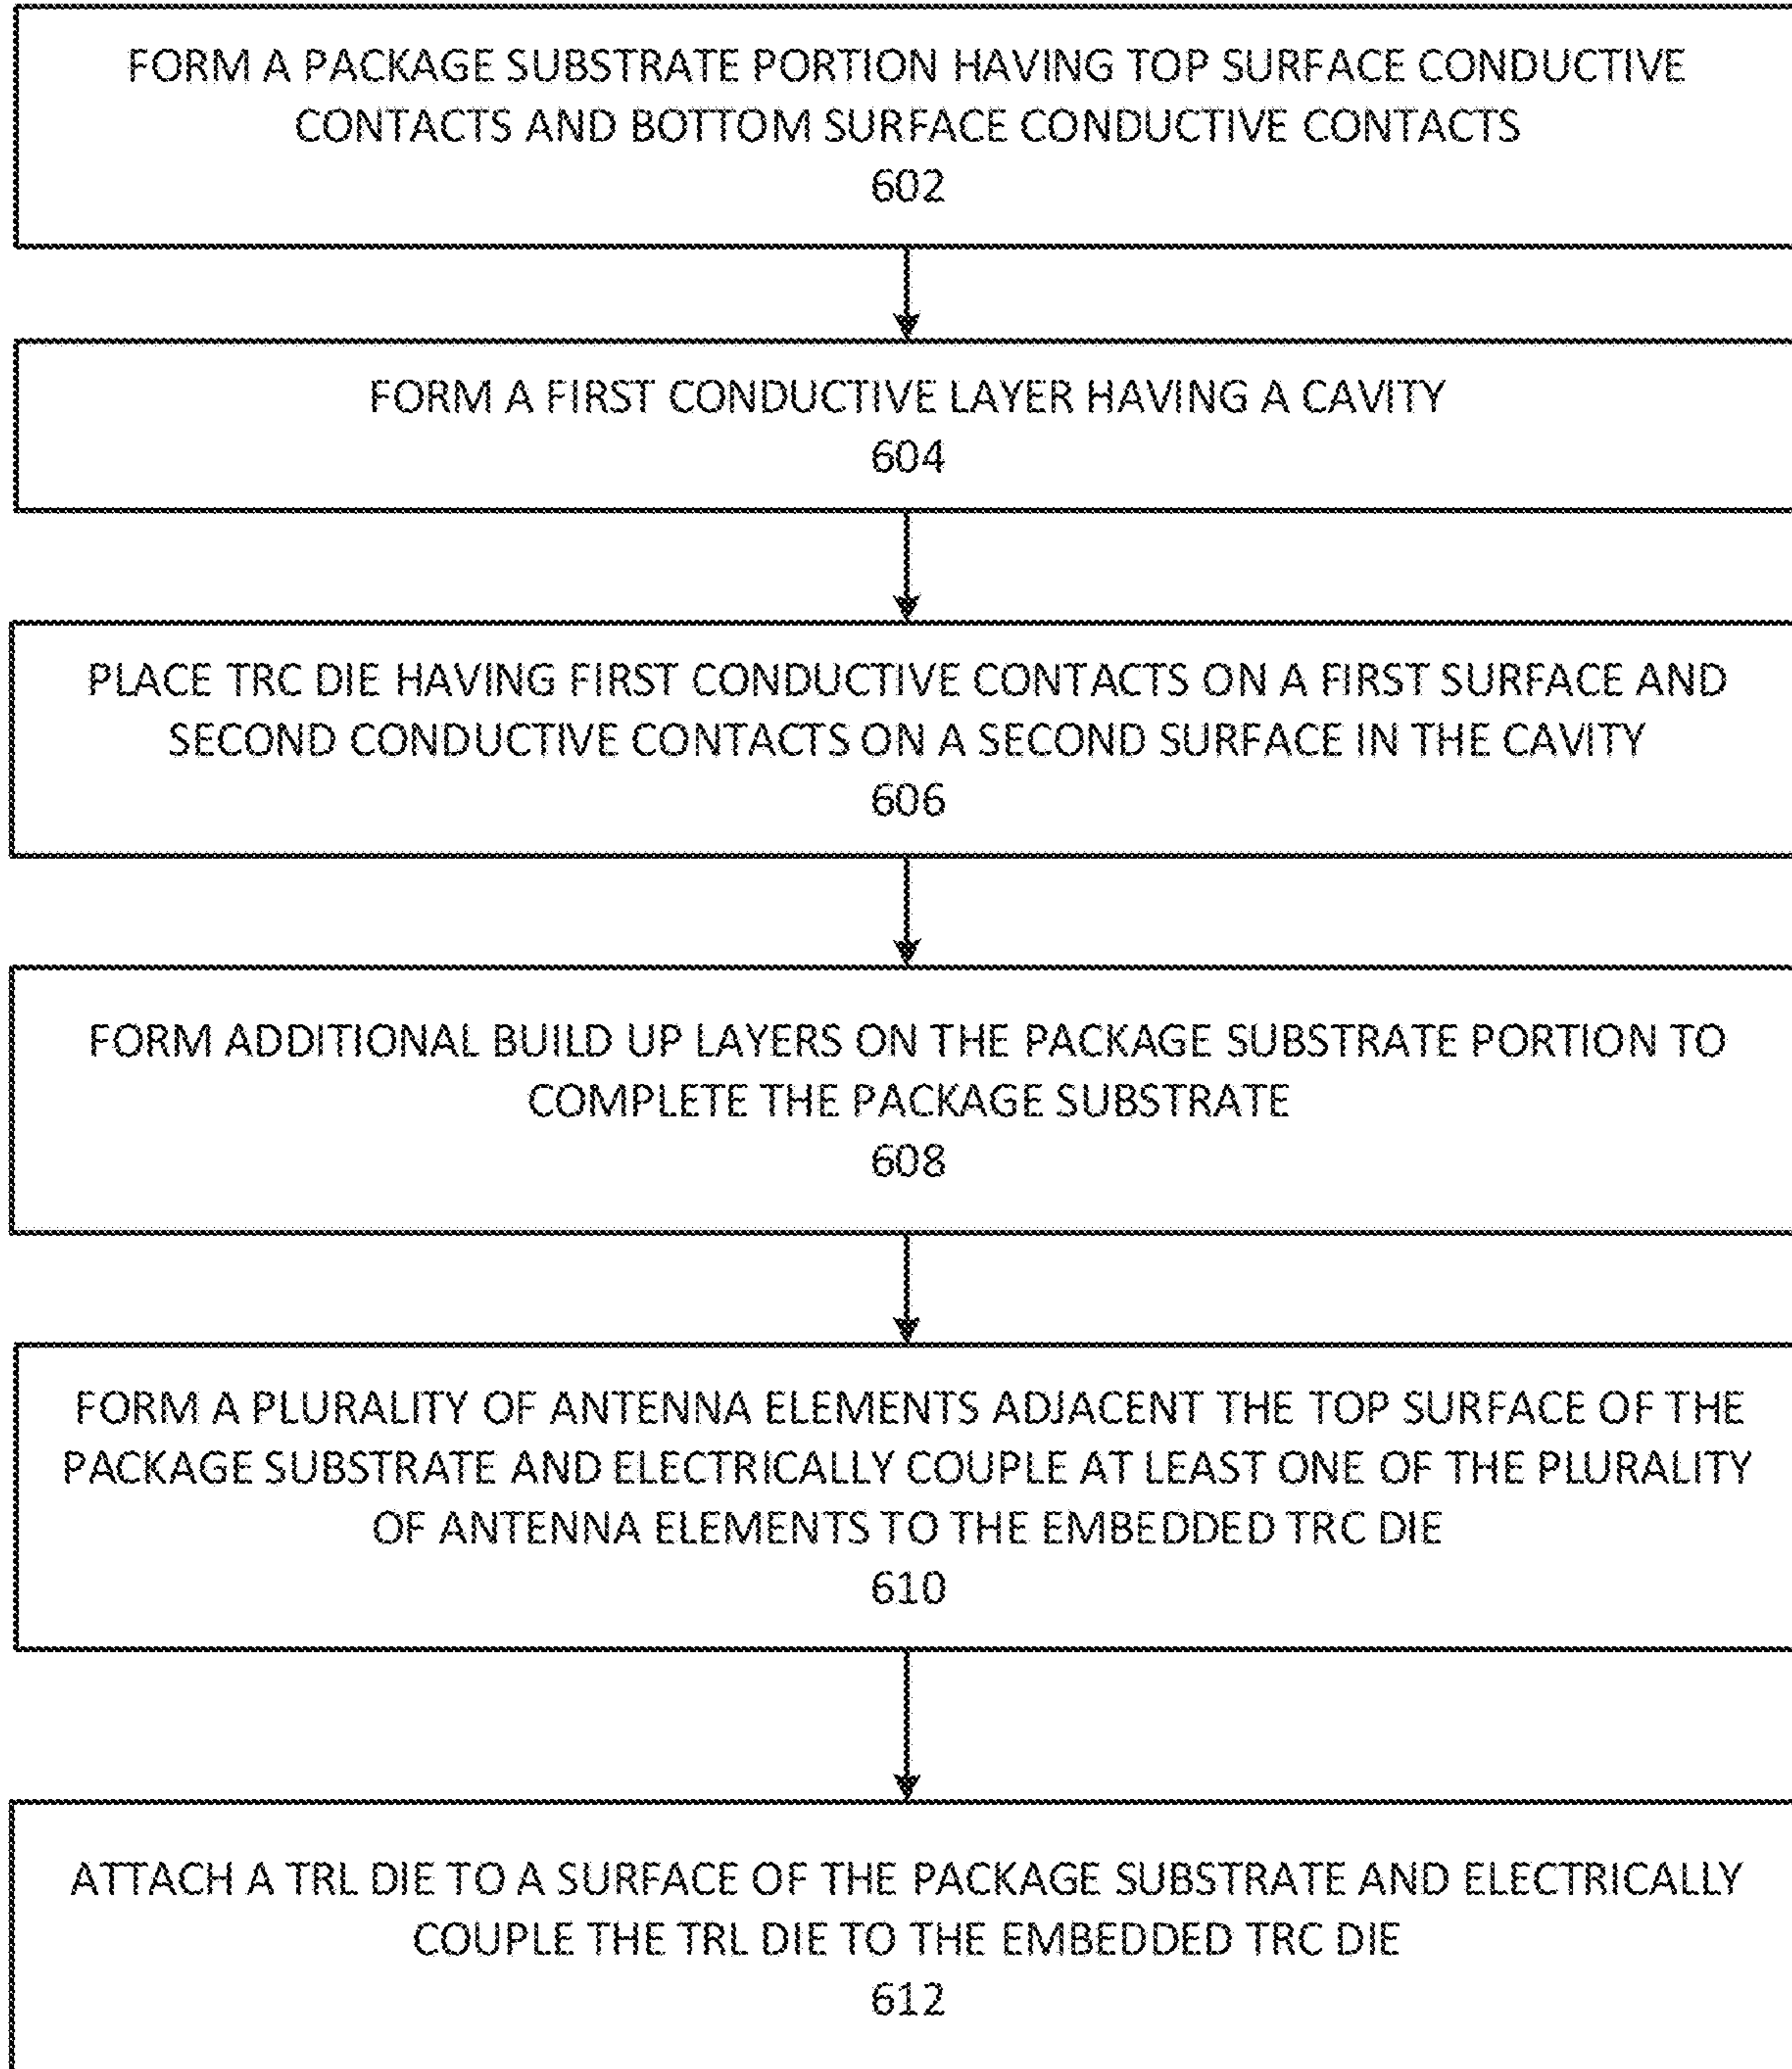 FORM A PACKAGE SUBSTRATE PORTION HAVING TOP SURFACE CONDUCTIVE
CONTACTS AND BOTTOM SURFACE CONDUCTIVE CONTACTS
602
FORM A FIRST CONDUCTIVE LAYER HAVING A CAVITY
604
PLACE TRC DIE HAVING FIRST CONDUCTIVE CONTACTS ON A FIRST SURFACE AND
SECOND CONDUCTIVE CONTACTS ON A SECOND SURFACE IN THE CAVITY
606
FORM ADDITIONAL BUILD UP LAYERS ON THE PACKAGE SUBSTRATE PORTION TO
COMPLETE THE PACKAGE SUBSTRATE
608
FORM A PLURALITY OF ANTENNA ELEMENTS ADJACENT THE TOP SURFACE OF THE
PACKAGE SUBSTRATE AND ELECTRICALLY COUPLE AT LEAST ONE OF THE PLURALITY
OF ANTENNA ELEMENTS TO THE EMBEDDED TRC DIE
610
ATTACH A TRL DIE TO A SURFACE OF THE PACKAGE SUBSTRATE AND ELECTRICALLY
COUPLE THE TRL DIE TO THE EMBEDDED TRC DIE
612